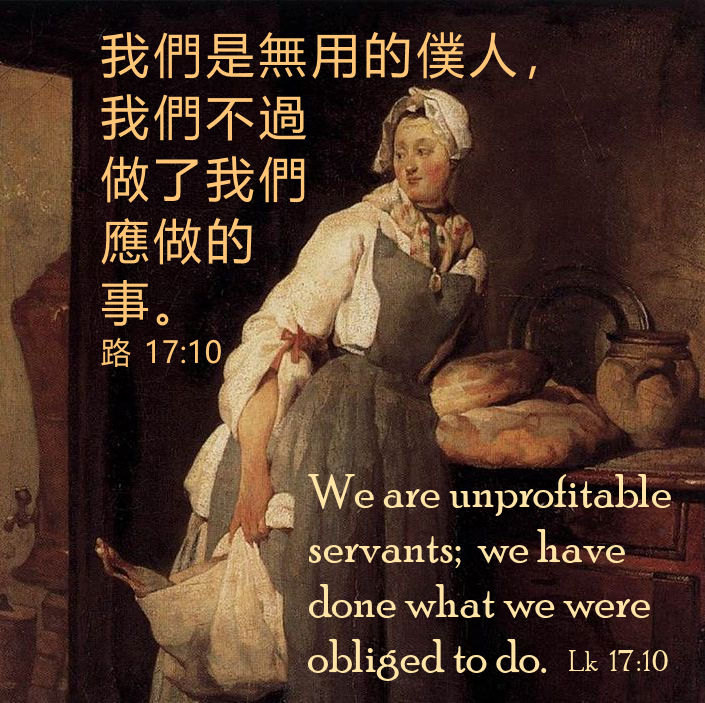 我們是無用的僕人，
我們不過
做了我們
應做的
事。
路 17:10
We are unprofitable
servants; we have
done what we were
obliged to do. Lk 17:10